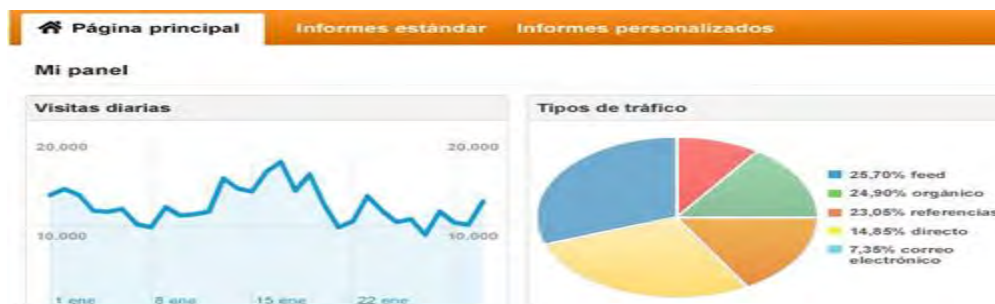 Página principal
Informes estándar
Informes personalizados
Mi panel
Visitas diarias
20.000
20.000
10.000
10.000
1 ene
8 ene
15 ene
22 ene
Tipos de tráfico
25,70% feed
24,90% orgánico
23,05% referencias
14,85% directo
7,35% correo
electrónico